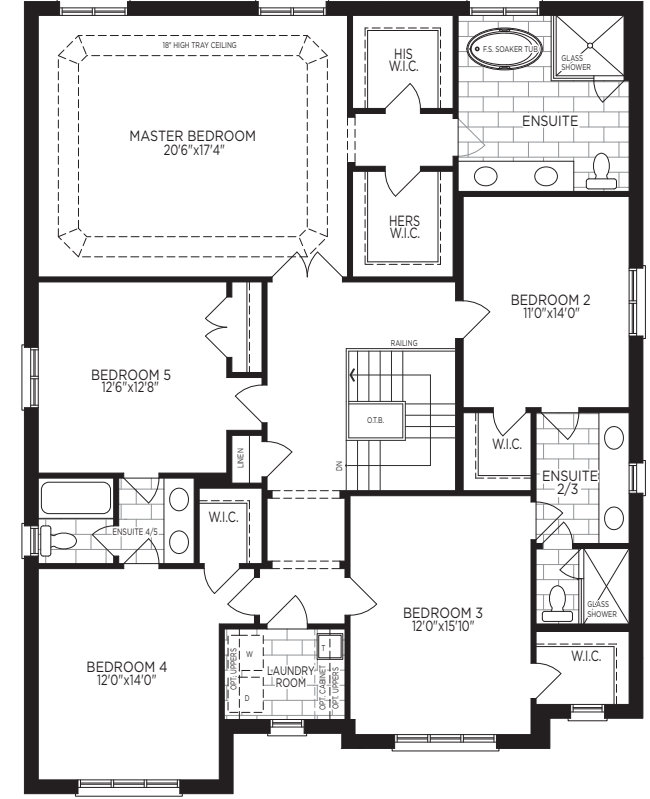 18" HIGH TRAY CEILING
MASTER BEDROOM
20'6"x17'4"
HIS
W.I.C.
F.S. SOAKER TUB
GLASS
SHOWER
ENSUITE
HERS
W.I.C.
BEDROOM 2
11'0"x14'0"
BEDROOM 5
12'6"x12'8"
RAILING
O.T.B.
DN
LINEN
W.I.C.
ENSUITE
2/3
ENSUITE 4/5
W.I.C.
GLASS
SHOWER
BEDROOM 3
12'0"x15'10"
W.I.C.
BEDROOM 4
12'0"x14'0"
OPT. UPPERS
W
D
LAUNDRY
ROOM
T
OPT. CABINET
OPT. UPPERS